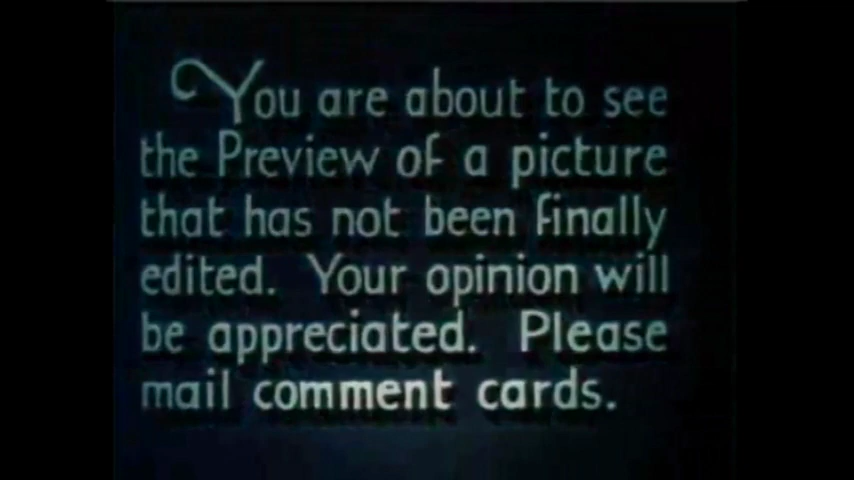 You are about to see
the Preview of a picture
that has not been finally
edited. Your opinion will
be appreciated. Please
mail comment cards.